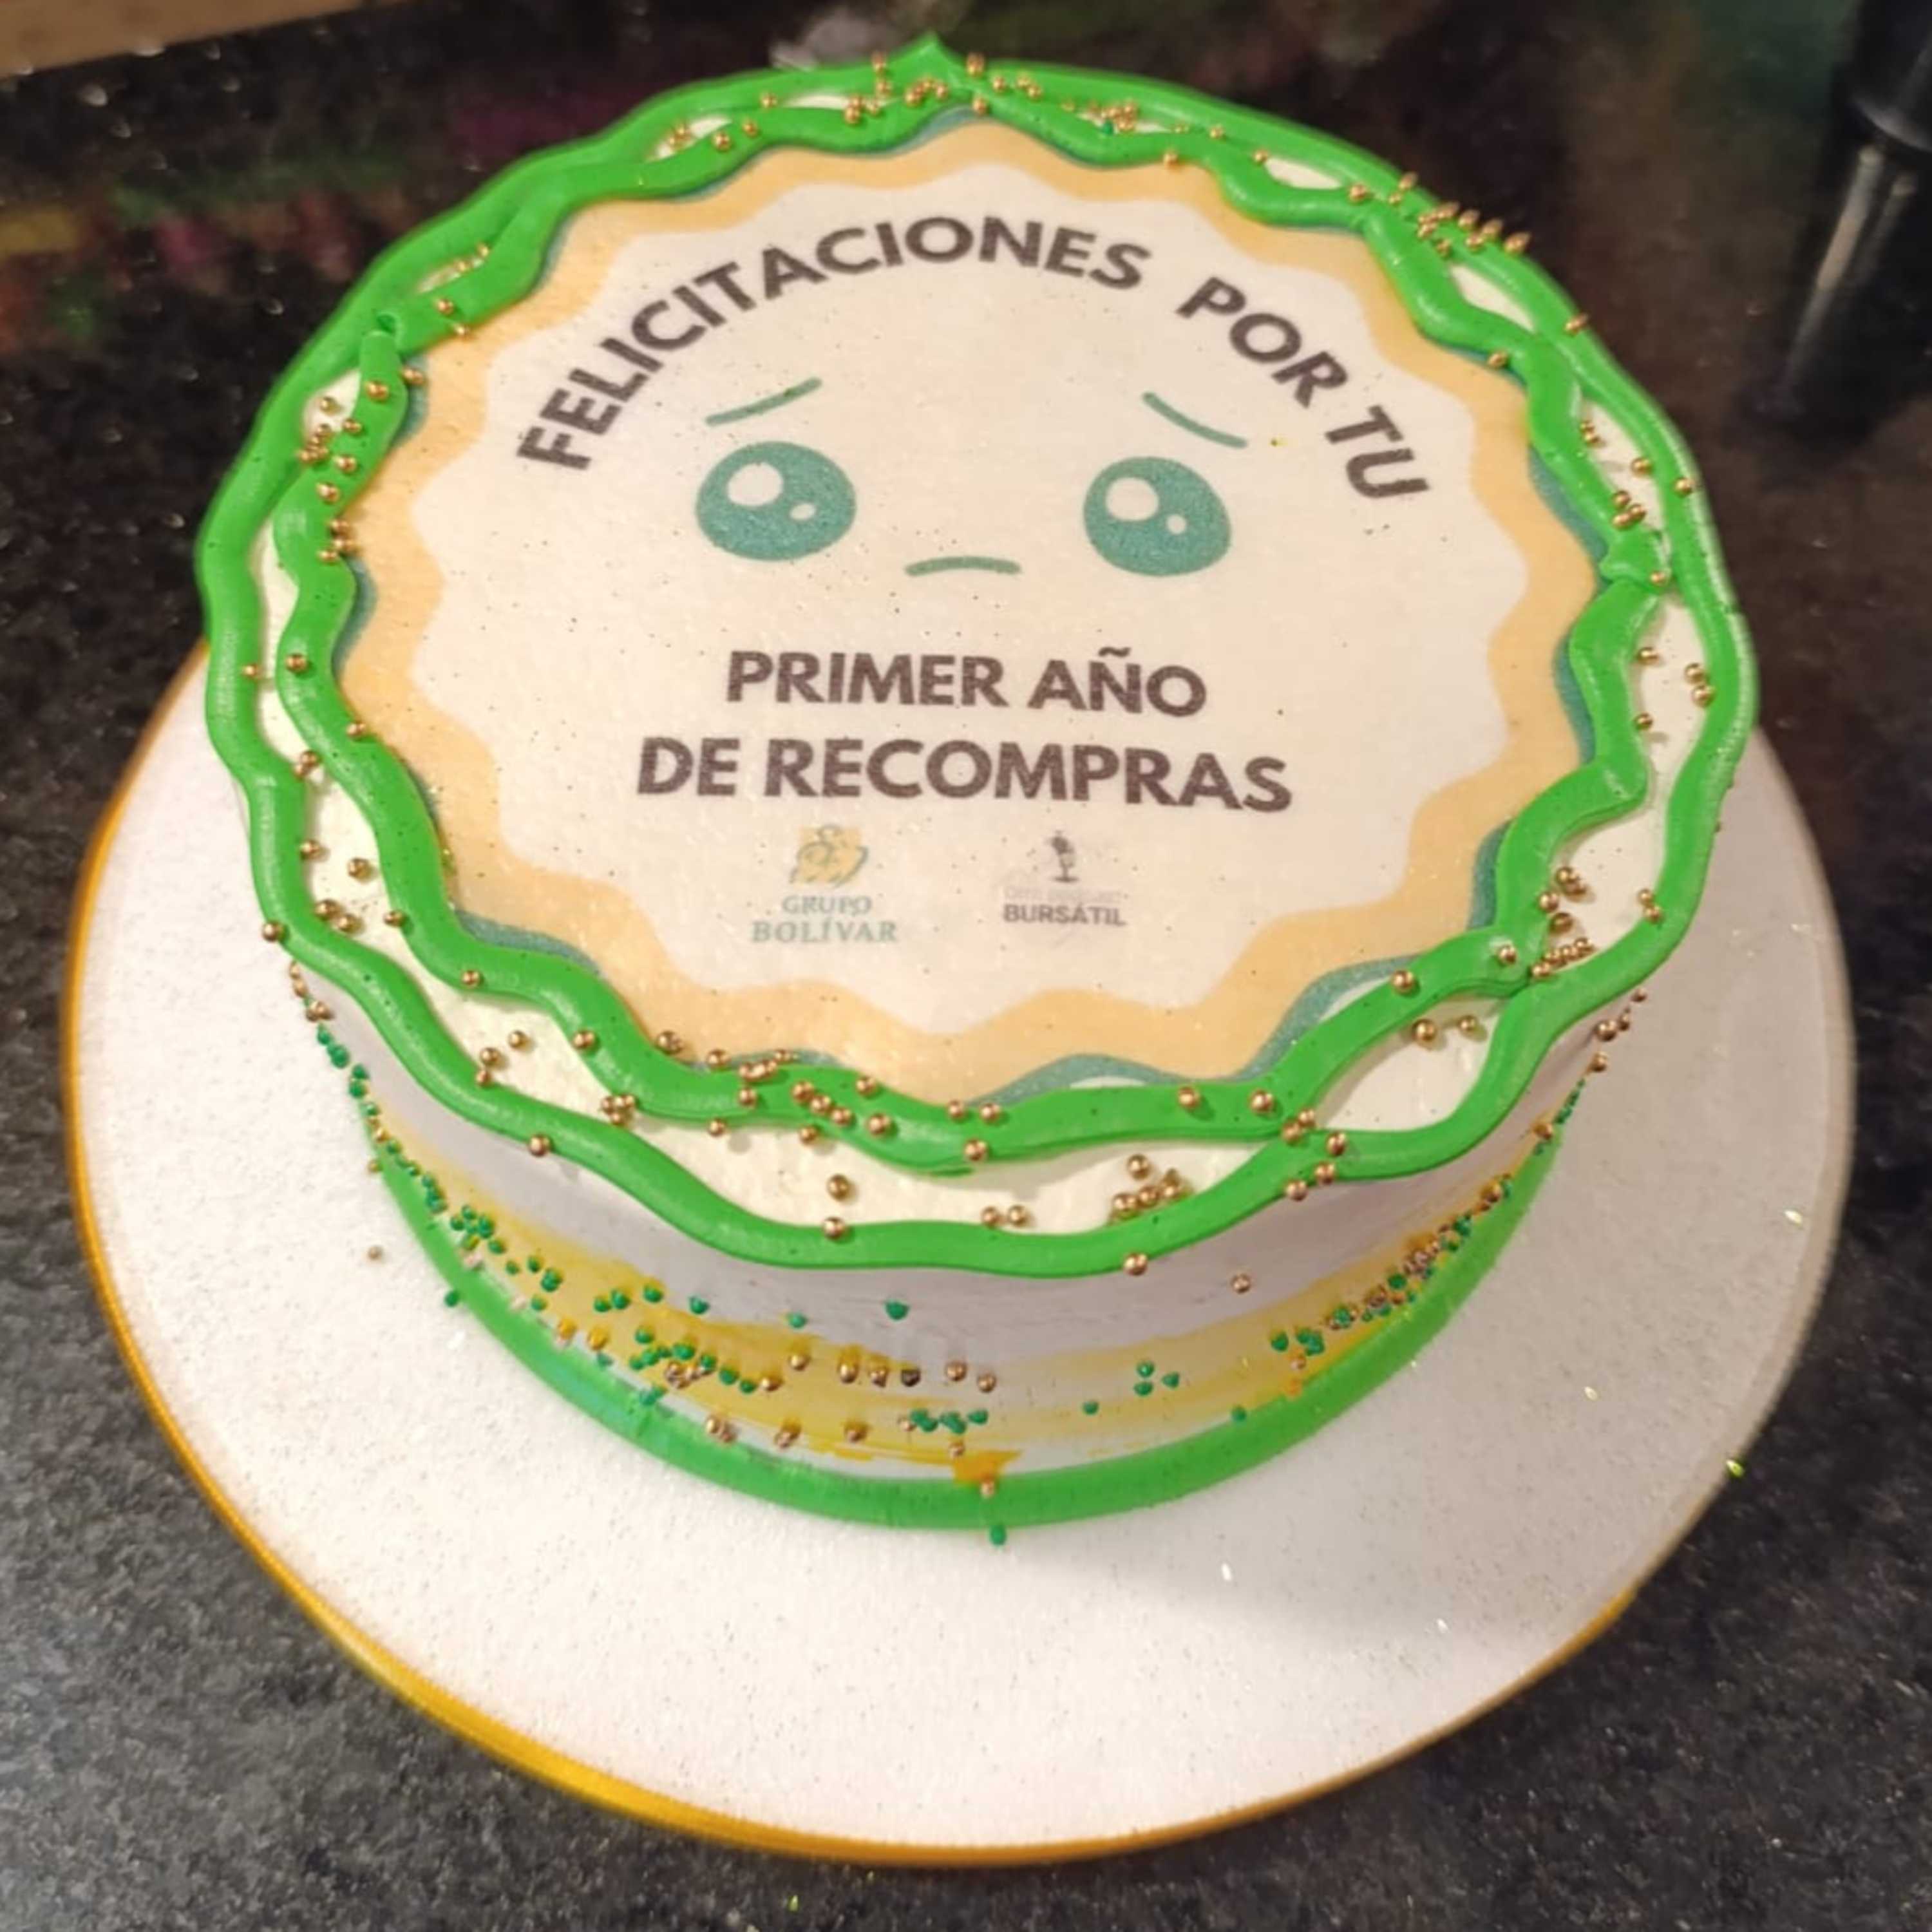 FELICITACIONES POR TU
PRIMER AÑO
DE RECOMPRAS
GRUPO
BOLÍVAR
BURSÁTIL